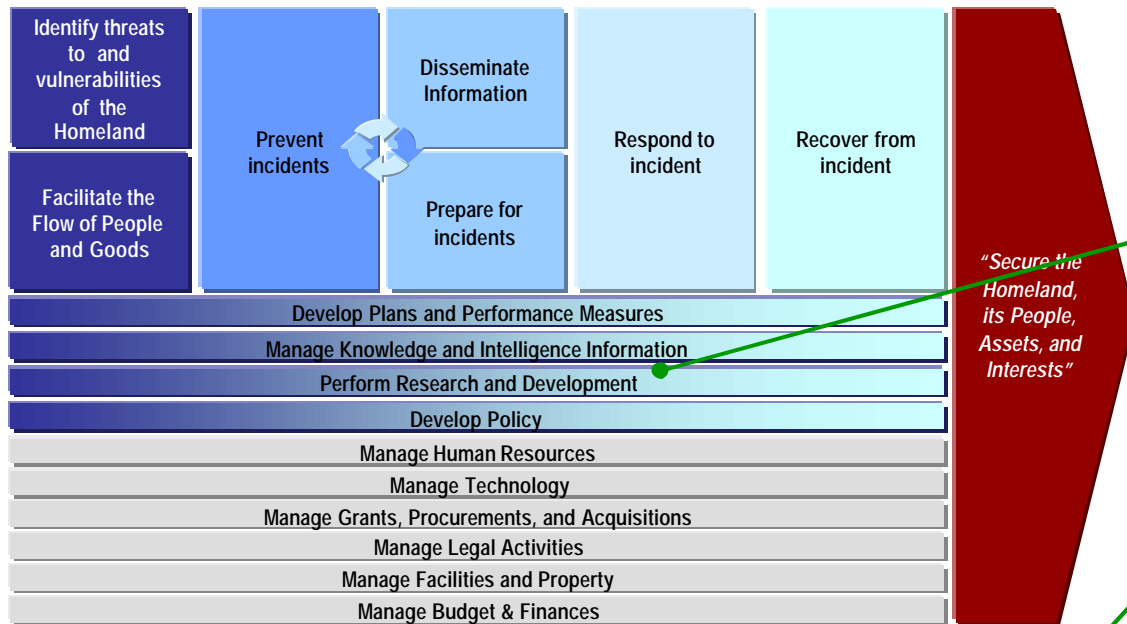 Identify threats
to and
vulnerabilities
of the
Homeland
Facilitate the
Flow of People
and Goods
Prevent
incidents
Disseminate
Information
Prepare for
incidents
Respond to
incident
Recover from
incident
“Secure the
Homeland,
its People,
Assets, and
Interests”
Develop Plans and Performance Measures
Manage Knowledge and Intelligence Information
Perform Research and Development
Develop Policy
Manage Human Resources
Manage Technology
Manage Grants, Procurements, and Acquisitions
Manage Legal Activities
Manage Facilities and Property
Manage Budget & Finances